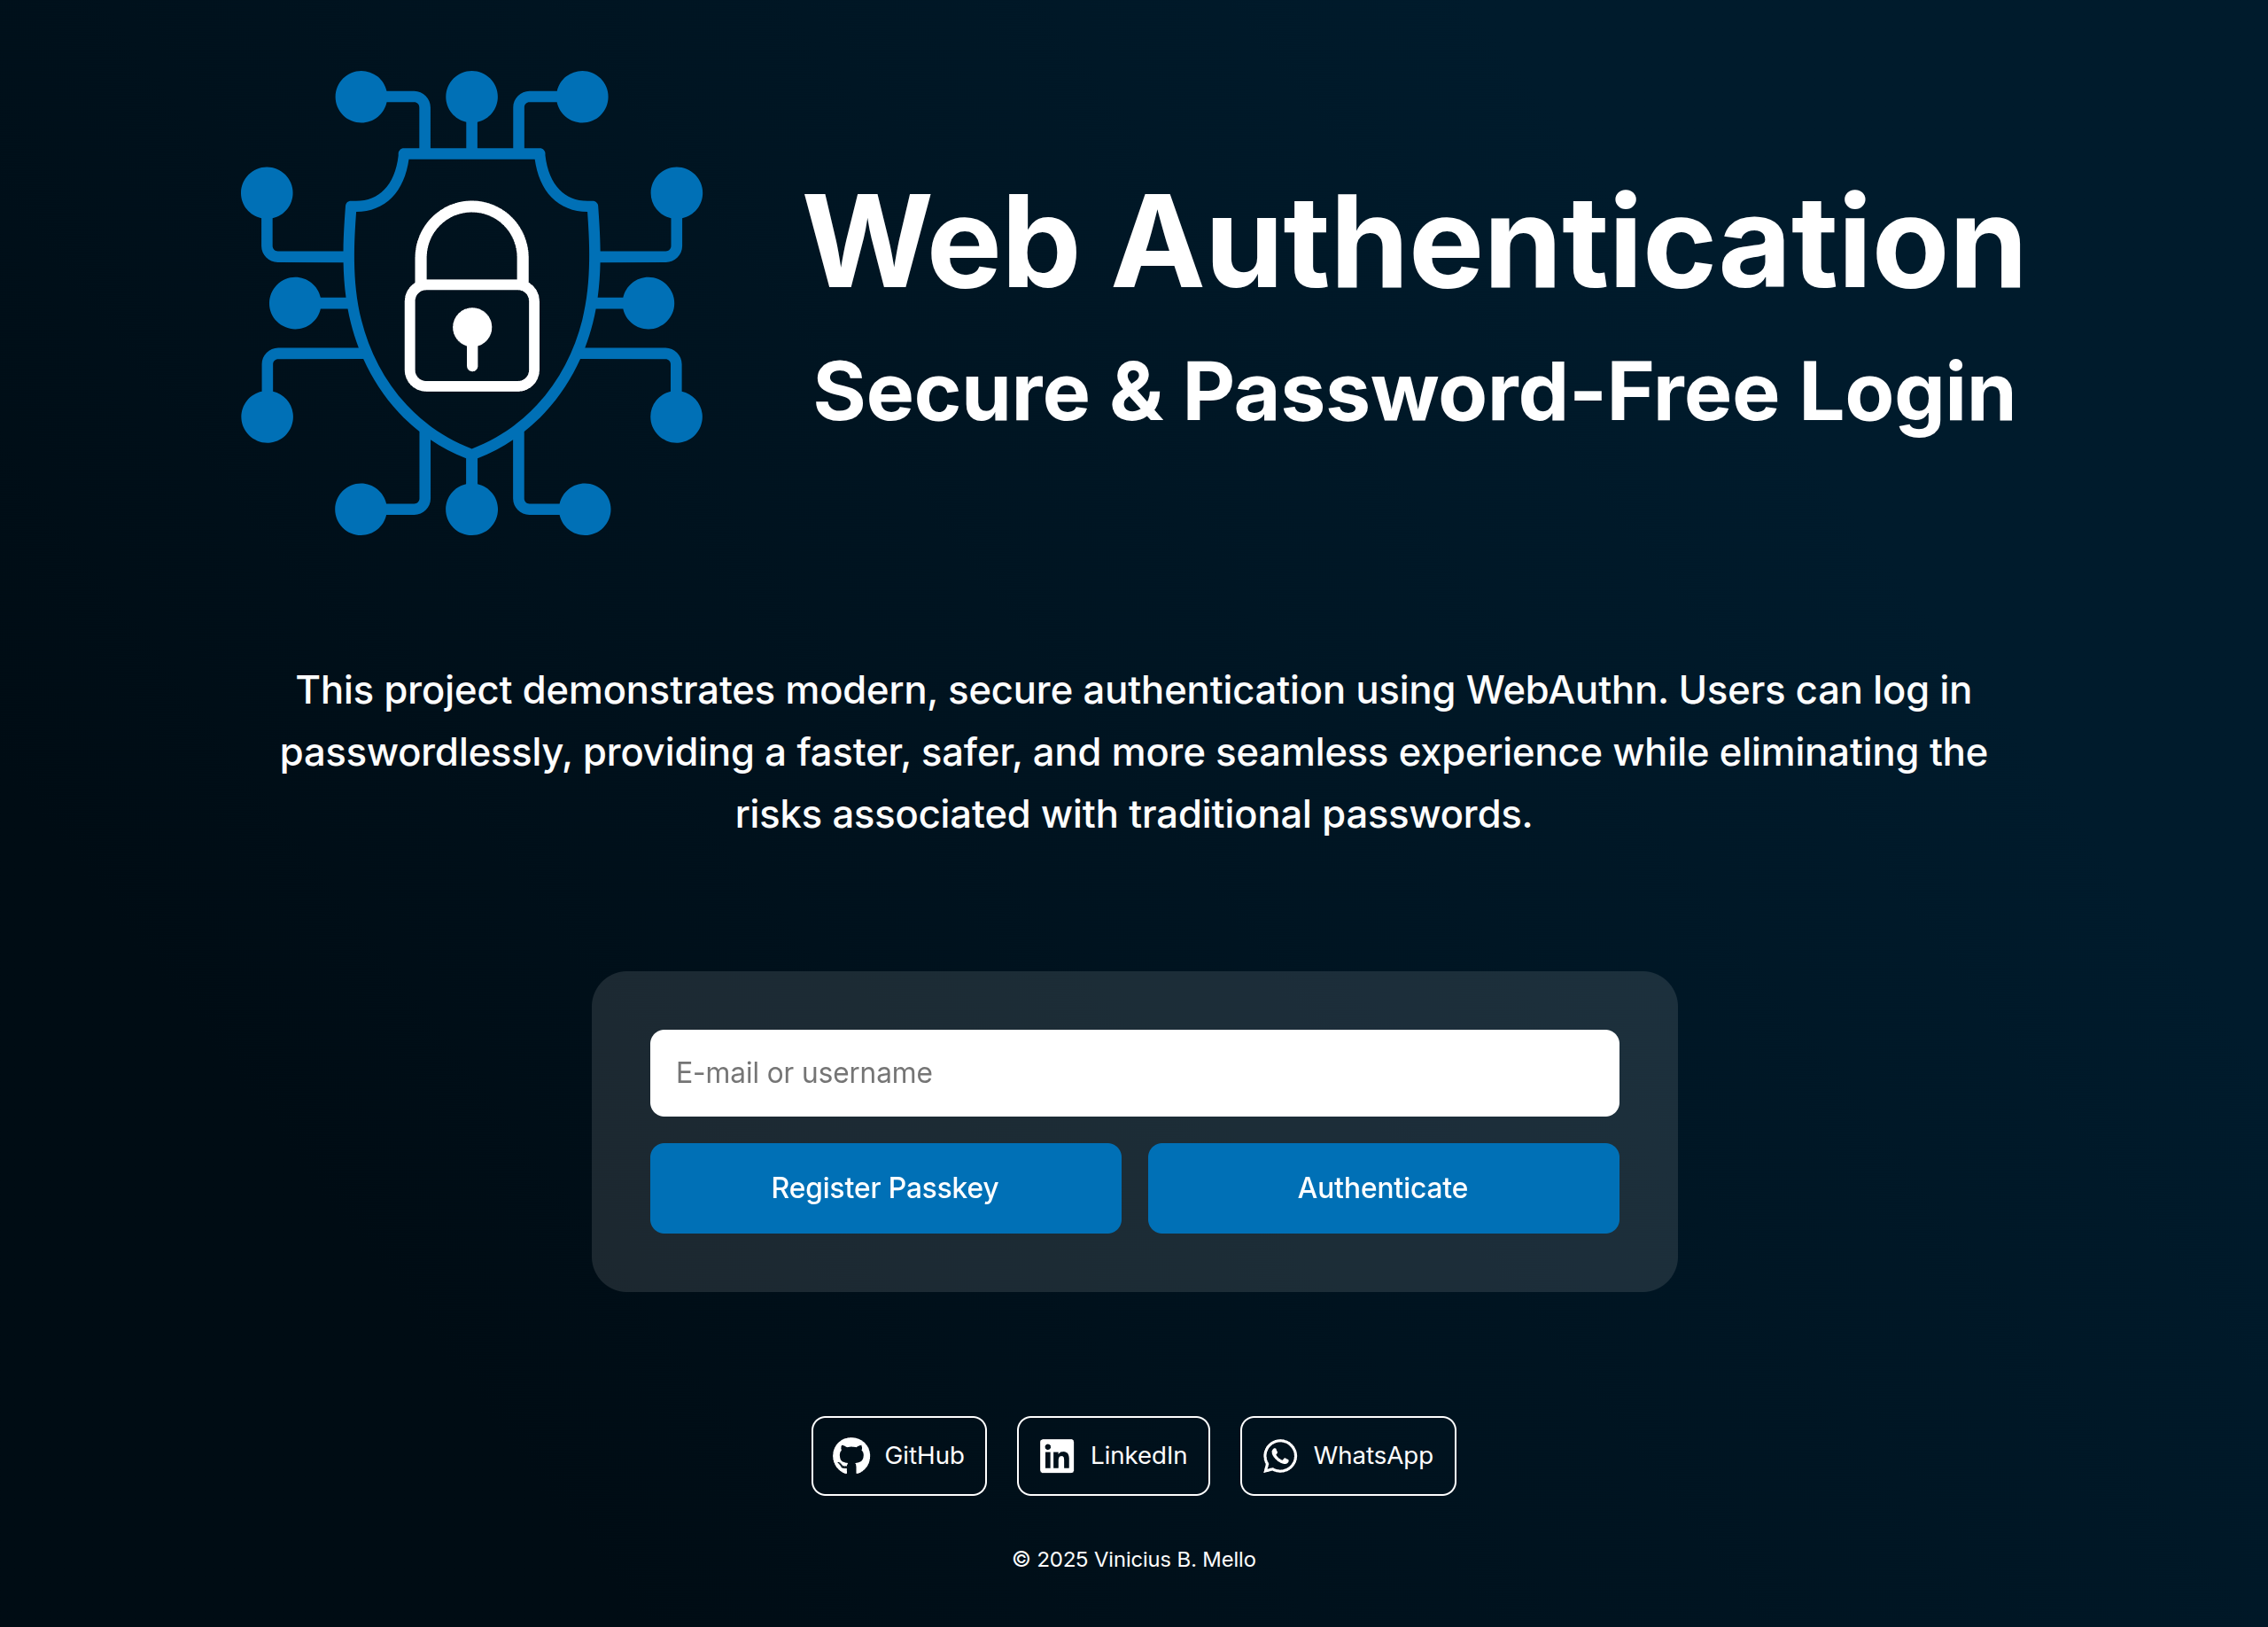 Web Authentication
Secure & Password-Free Login
This project demonstrates modern, secure authentication using WebAuthn. Users can log in
passwordlessly, providing a faster, safer, and more seamless experience while eliminating the
risks associated with traditional passwords.
E-mail or username
Register Passkey
Authenticate
GitHub
LinkedIn
WhatsApp
© 2025 Vinicius B. Mello